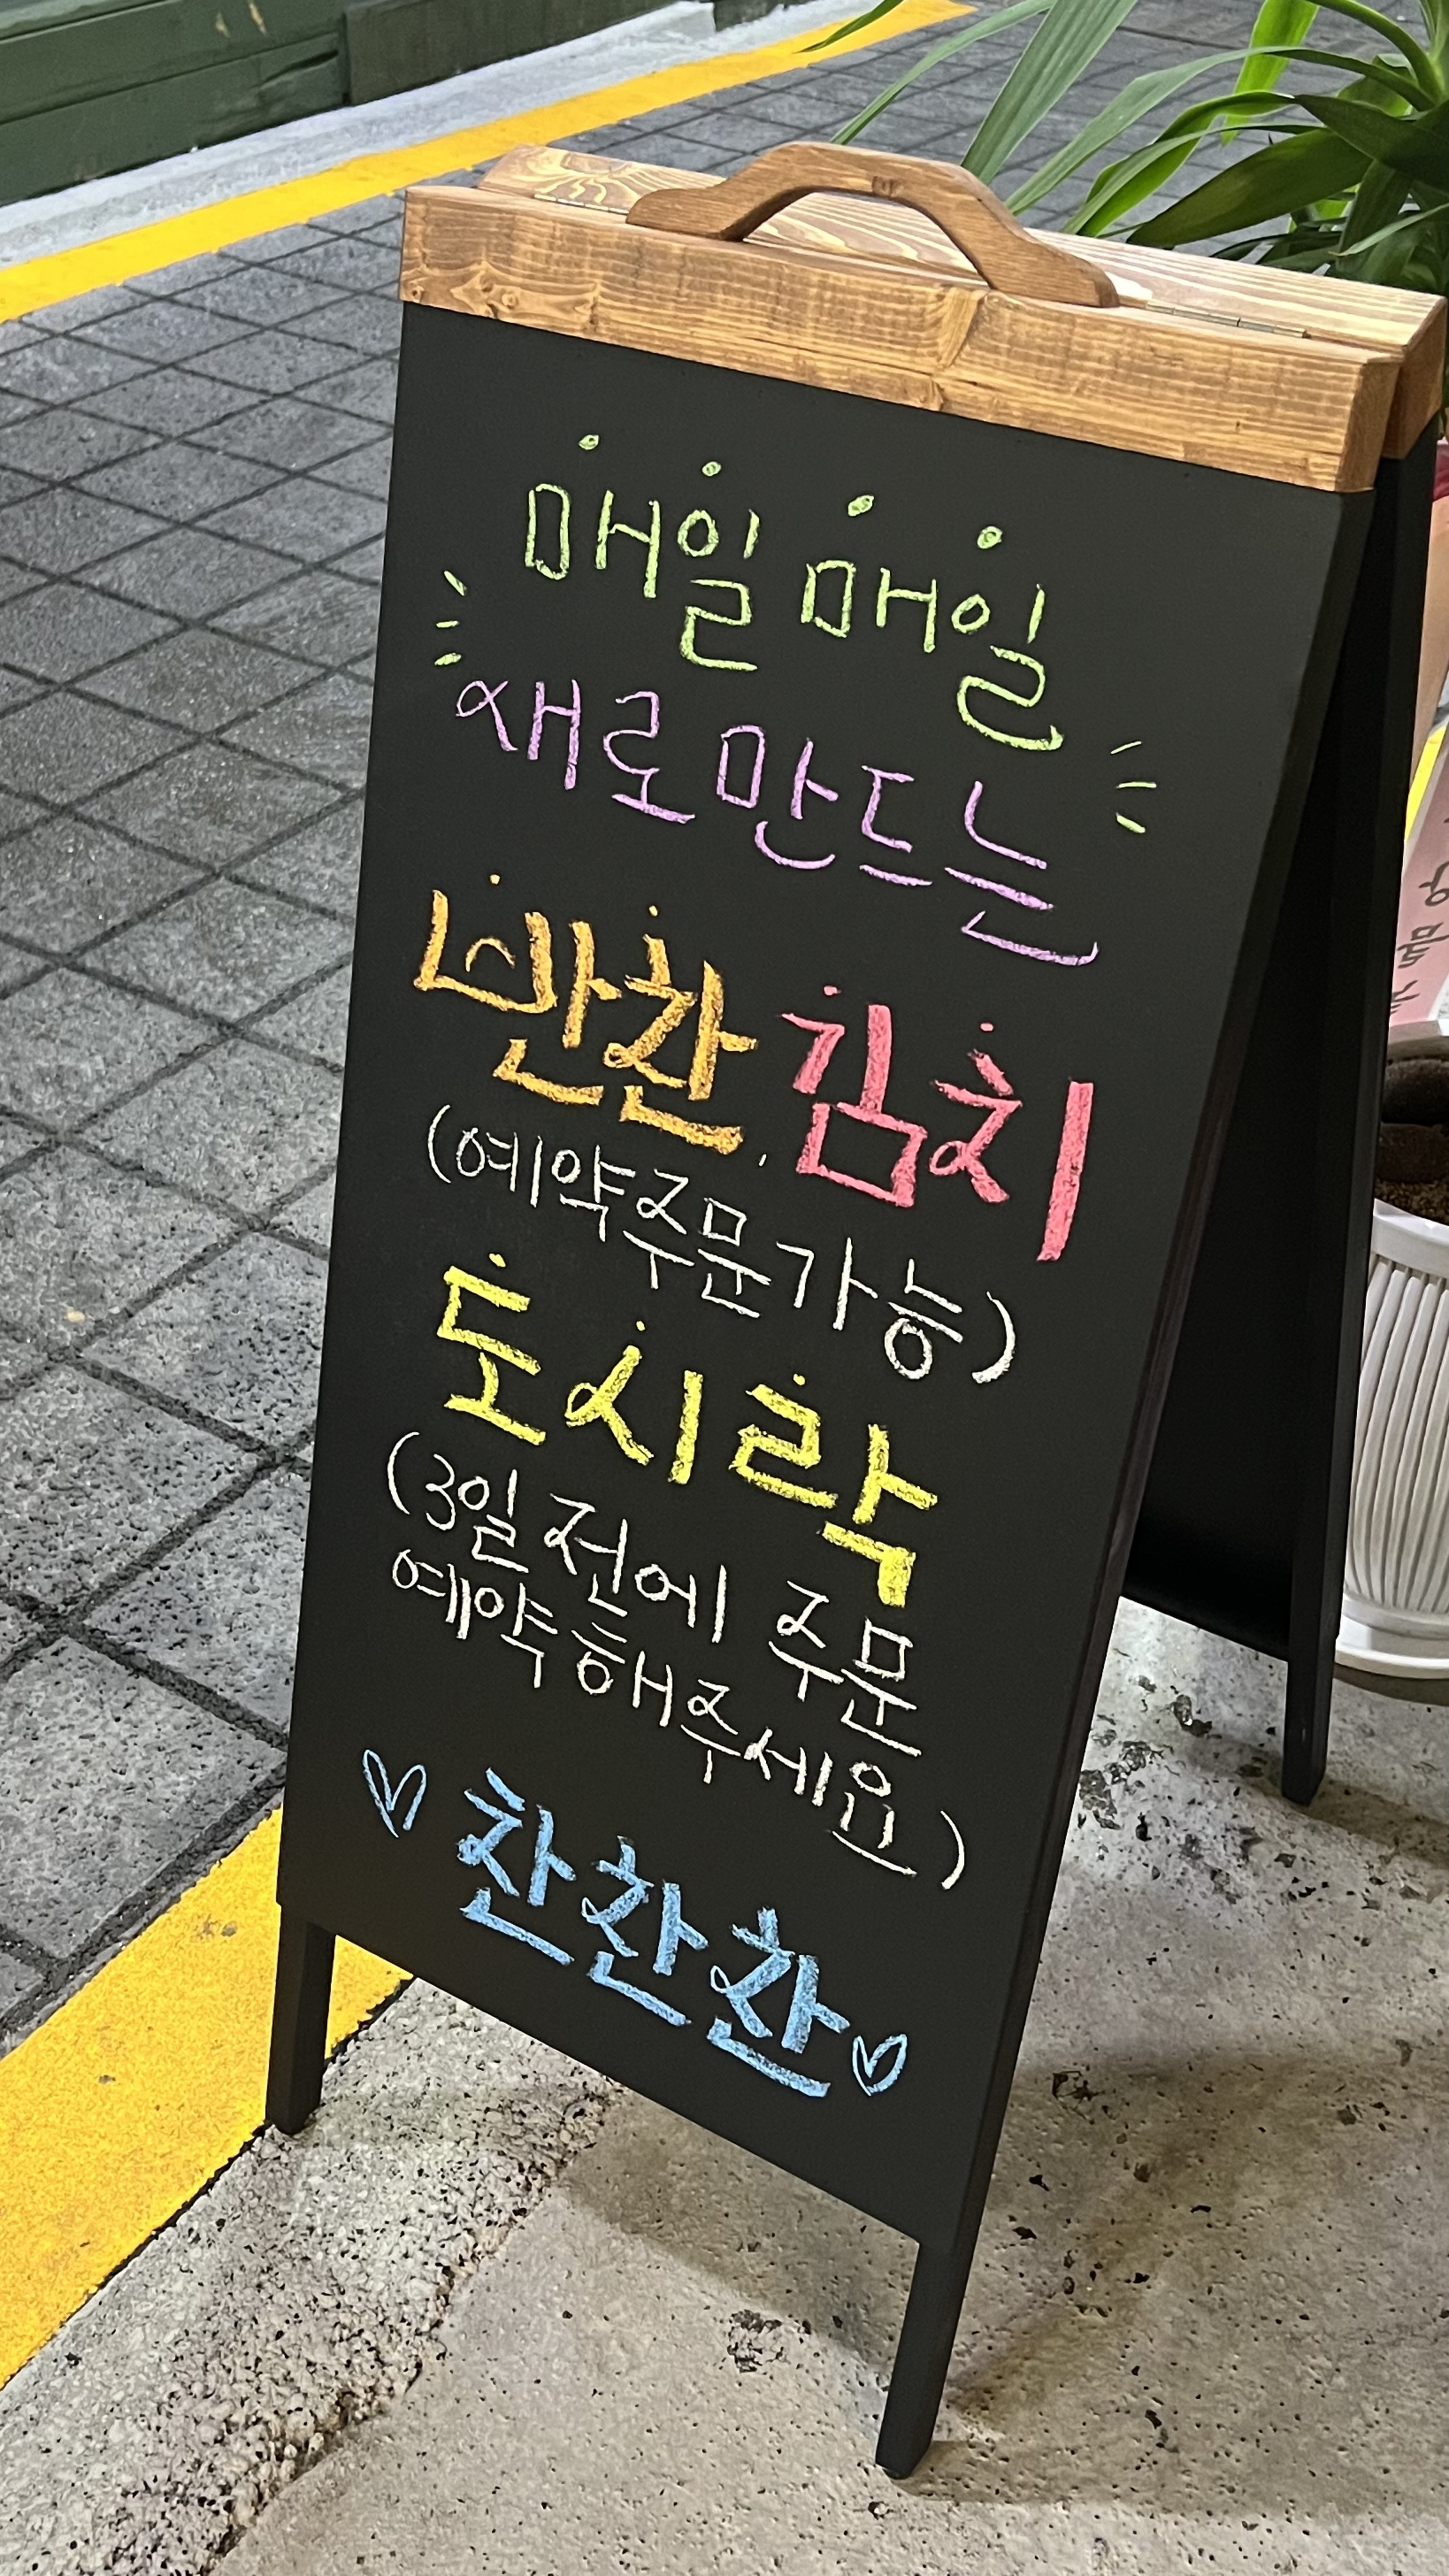 매일매일
새로만드는
반찬, 김치
(예약주문가능)
도시락
(3일 전에 주문
예약해주세요)
♡ 찬찬찬 ♡